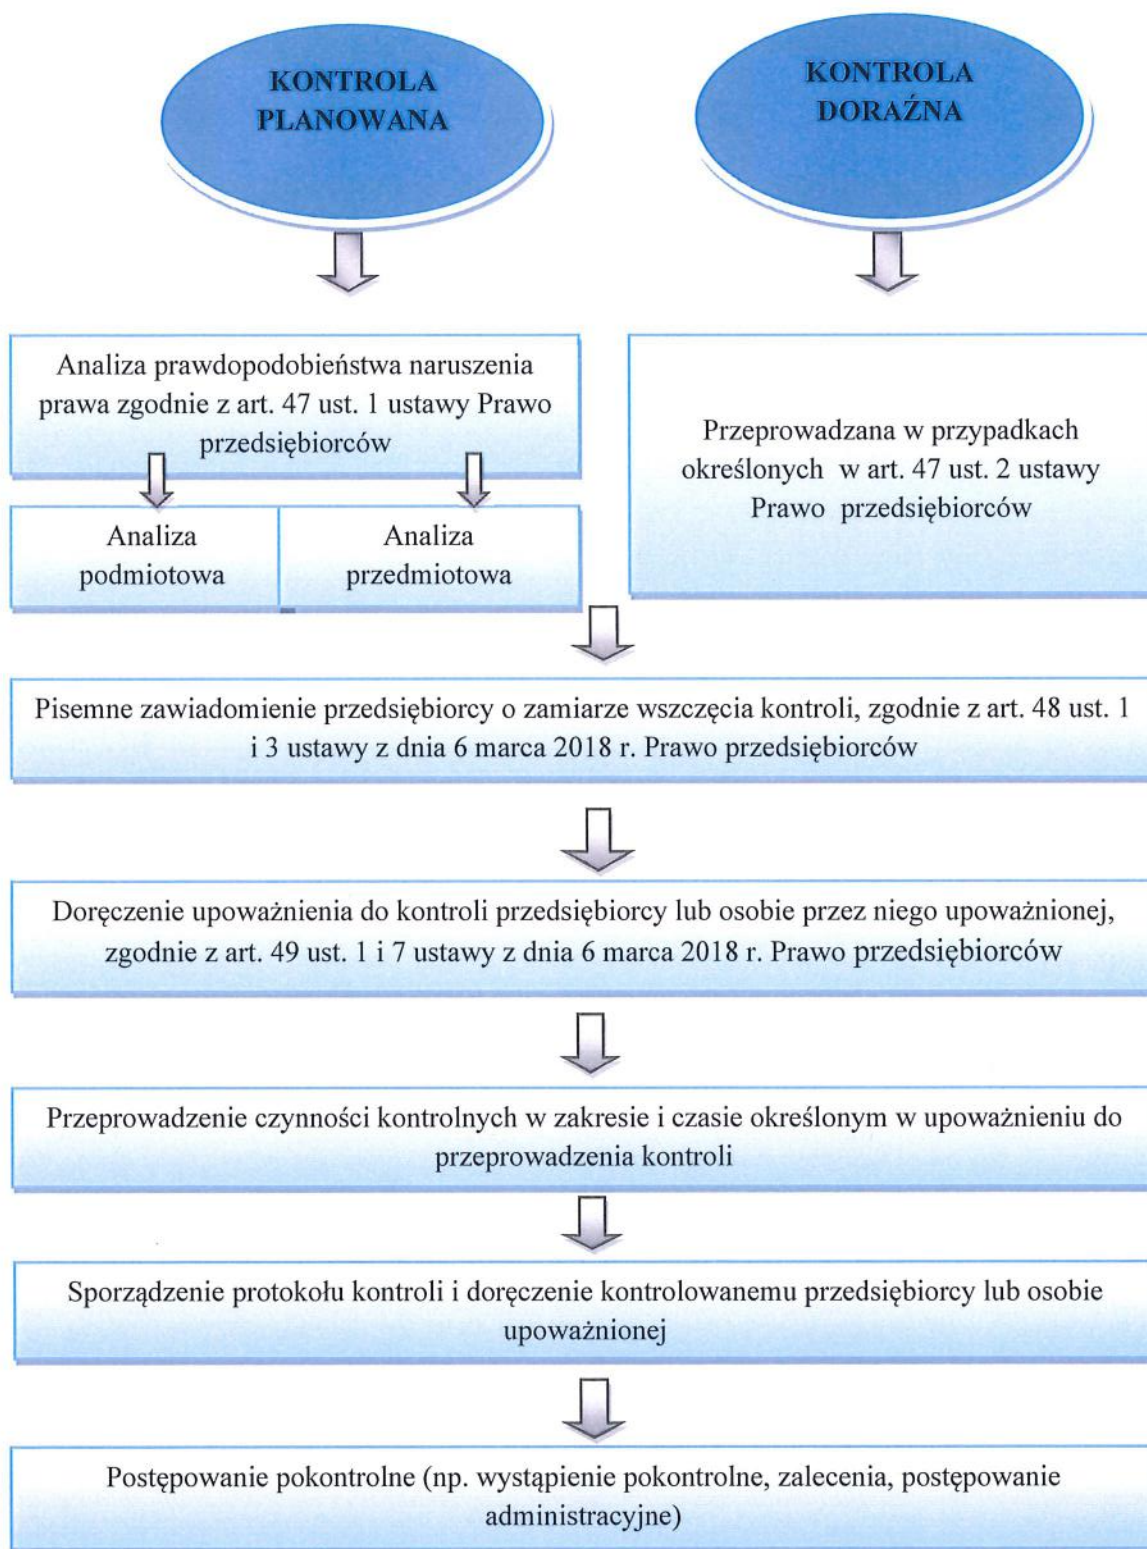 KONTROLA
PLANOWANA
KONTROLA
DORAŹNA
Analiza prawdopodobieństwa naruszenia
prawa zgodnie z art. 47 ust. 1 ustawy Prawo
przedsiębiorców
Analiza
podmiotowa
Analiza
przedmiotowa
Przeprowadzana w przypadkach
określonych w art. 47 ust. 2 ustawy
Prawo przedsiębiorców
Pisemne zawiadomienie przedsiębiorcy o zamiarze wszczęcia kontroli, zgodnie z art. 48 ust. 1
i 3 ustawy z dnia 6 marca 2018 r. Prawo przedsiębiorców
Doręczenie upoważnienia do kontroli przedsiębiorcy lub osobie przez niego upoważnionej,
zgodnie z art. 49 ust. 1 i 7 ustawy z dnia 6 marca 2018 r. Prawo przedsiębiorców
Przeprowadzenie czynności kontrolnych w zakresie i czasie określonym w upoważnieniu do
przeprowadzenia kontroli
Sporządzenie protokołu kontroli i doręczenie kontrolowanemu przedsiębiorcy lub osobie
upoważnionej
Postępowanie pokontrolne (np. wystąpienie pokontrolne, zalecenia, postępowanie
administracyjne)